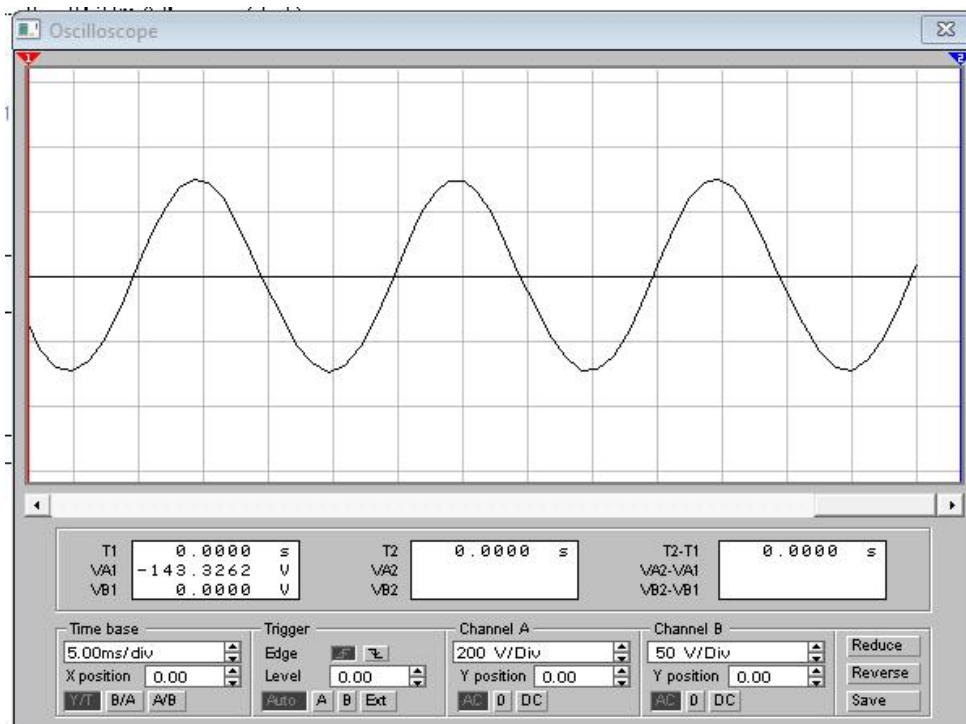 Oscilloscope
1
2
T1 0.0000 s
VA1 -143.3262 V
VB1 0.0000 V
T2 0.0000 s
VA2
VB2
T2-T1 0.0000 s
VA2-VA1
VB2-VB1
Time base
5.00ms/div
X position 0.00
Y/T B/A A/B
Trigger
Edge
Level 0.00
Auto A B Ext
Channel A
200 V/Div
Y position 0.00
AC 0 DC
Channel B
50 V/Div
Y position 0.00
AC 0 DC
Reduce
Reverse
Save